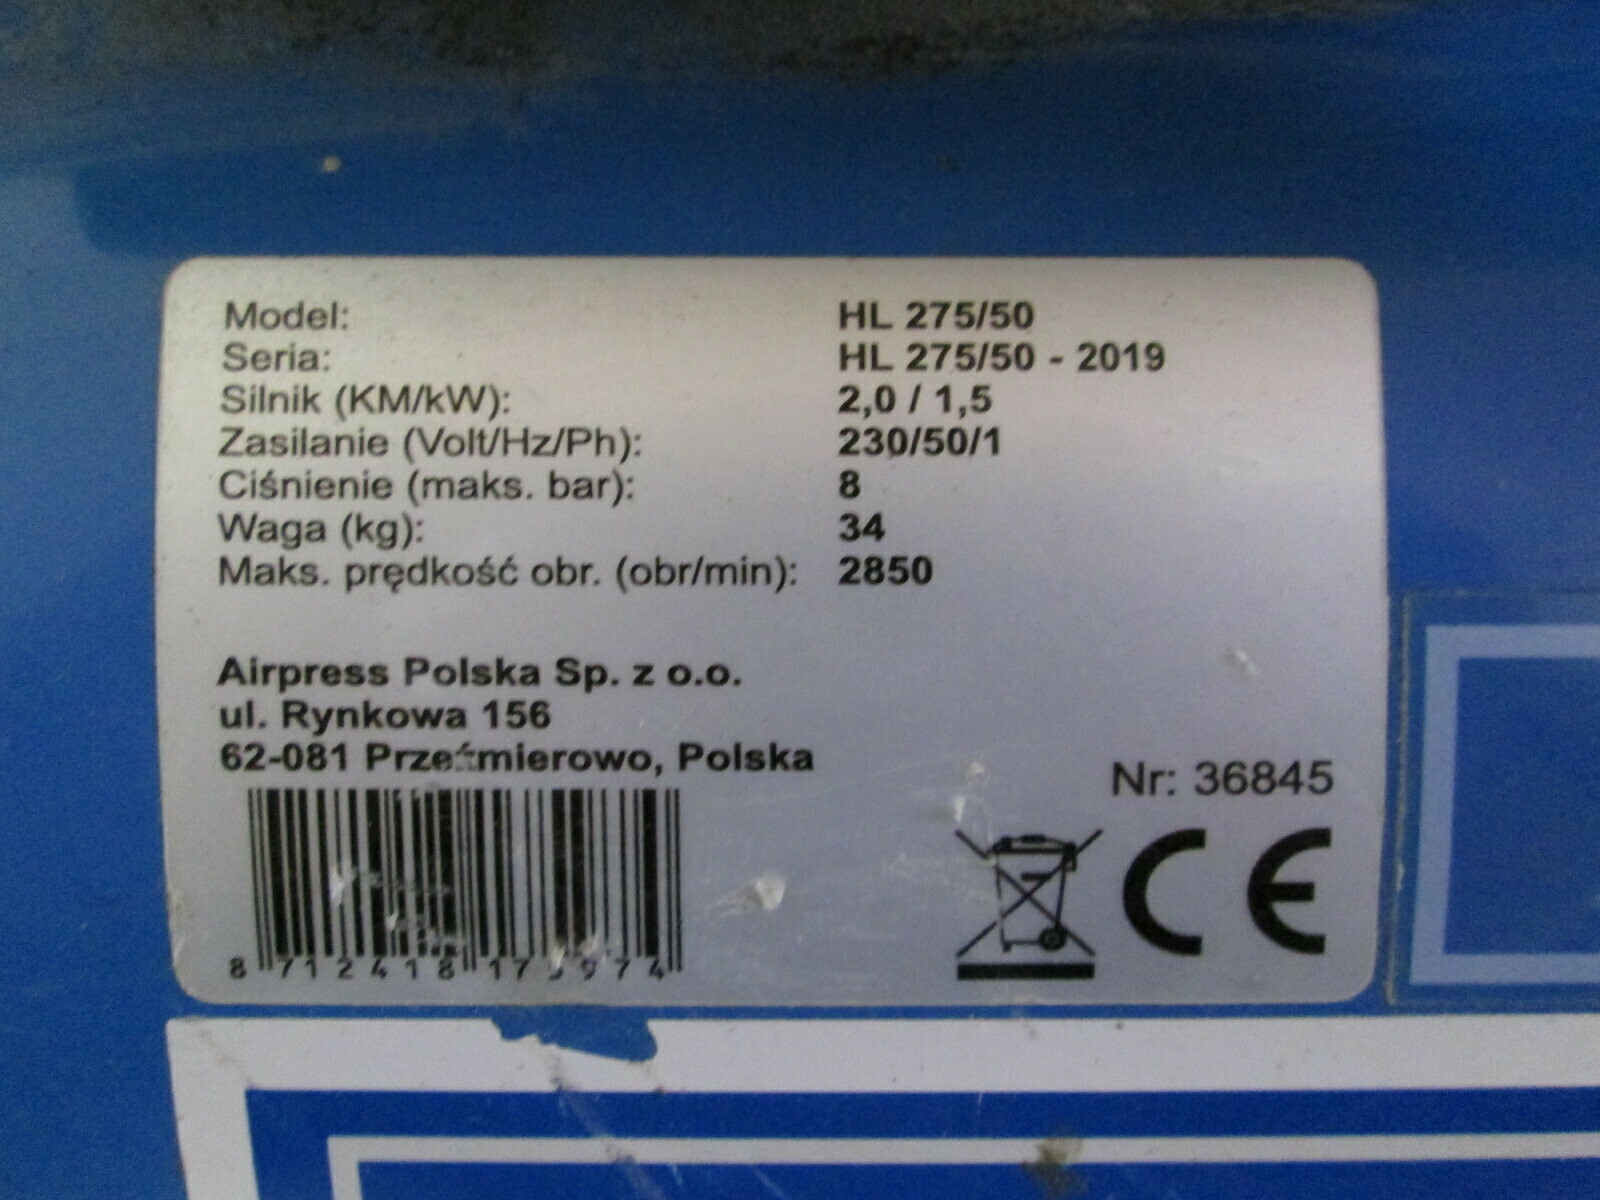 Model: HL 275/50
Seria: HL 275/50 - 2019
Silnik (KM/kW): 2,0 / 1,5
Zasilanie (Volt/Hz/Ph): 230/50/1
Ciśnienie (maks. bar): 8
Waga (kg): 34
Maks. prędkość obr. (obr/min): 2850
Airpress Polska Sp. z o.o.
ul. Rynkowa 156
62-081 Przeźmierowo, Polska
Nr: 36845
CE